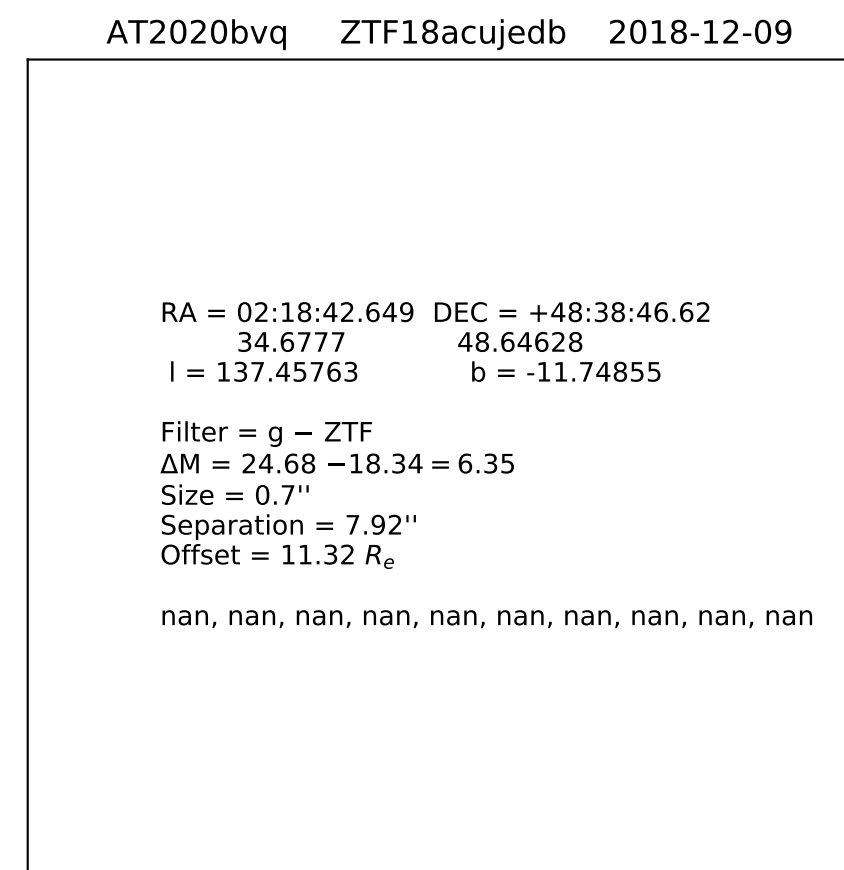 AT2020bvq ZTF18acujedb 2018-12-09
RA = 02:18:42.649 DEC = +48:38:46.62
34.6777 48.64628
l = 137.45763 b = -11.74855
Filter = g − ZTF
ΔM = 24.68 −18.34 = 6.35
Size = 0.7''
Separation = 7.92''
Offset = 11.32 Rₑ
nan, nan, nan, nan, nan, nan, nan, nan, nan, nan